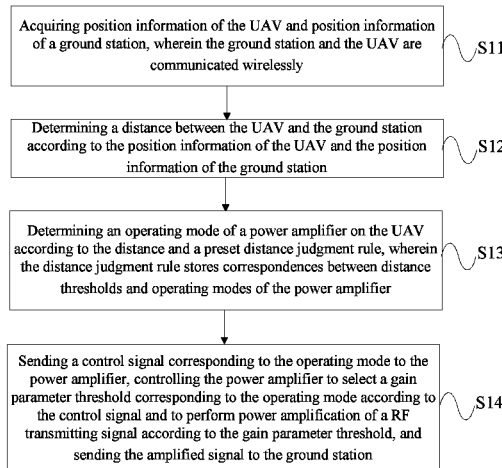 Acquiring position information of the UAV and position information
of a ground station, wherein the ground station and the UAV are
communicated wirelessly
S11
Determining a distance between the UAV and the ground station
according to the position information of the UAV and the position
information of the ground station
S12
Determining an operating mode of a power amplifier on the UAV
according to the distance and a preset distance judgment rule, wherein
the distance judgment rule stores correspondences between distance
thresholds and operating modes of the power amplifier
S13
Sending a control signal corresponding to the operating mode to the
power amplifier, controlling the power amplifier to select a gain
parameter threshold corresponding to the operating mode according to
the control signal and to perform power amplification of a RF
transmitting signal according to the gain parameter threshold, and
sending the amplified signal to the ground station
S14